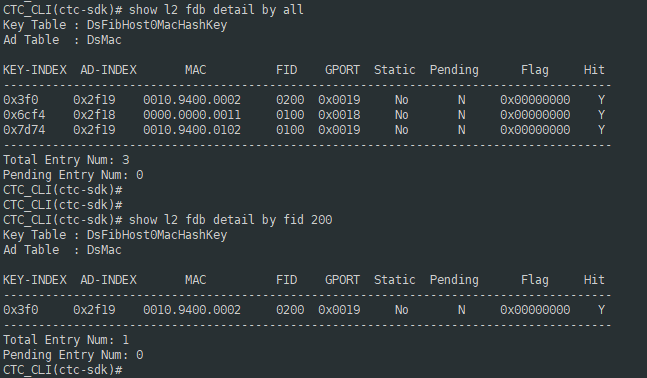 CTC_CLI(ctc-sdk)# show l2 fdb detail by all
Key Table : DsFibHost0MacHashKey
Ad Table  : DsMac
KEY-INDEX  AD-INDEX       MAC          FID    GPORT  Static  Pending      Flag     Hit
-------------------------------------------------------------------------------------
0x3f0     0x2f19    0010.9400.0002    0200  0x0019    No       N     0x00000000    Y
0x6cf4    0x2f18    0000.0000.0011    0100  0x0018    No       N     0x00000000    Y
0x7d74    0x2f19    0010.9400.0102    0100  0x0019    No       N     0x00000000    Y
-------------------------------------------------------------------------------------
Total Entry Num: 3
Pending Entry Num: 0
CTC_CLI(ctc-sdk)#
CTC_CLI(ctc-sdk)#
CTC_CLI(ctc-sdk)# show l2 fdb detail by fid 200
Key Table : DsFibHost0MacHashKey
Ad Table  : DsMac
KEY-INDEX  AD-INDEX       MAC          FID    GPORT  Static  Pending      Flag     Hit
-------------------------------------------------------------------------------------
0x3f0     0x2f19    0010.9400.0002    0200  0x0019    No       N     0x00000000    Y
-------------------------------------------------------------------------------------
Total Entry Num: 1
Pending Entry Num: 0
CTC_CLI(ctc-sdk)#